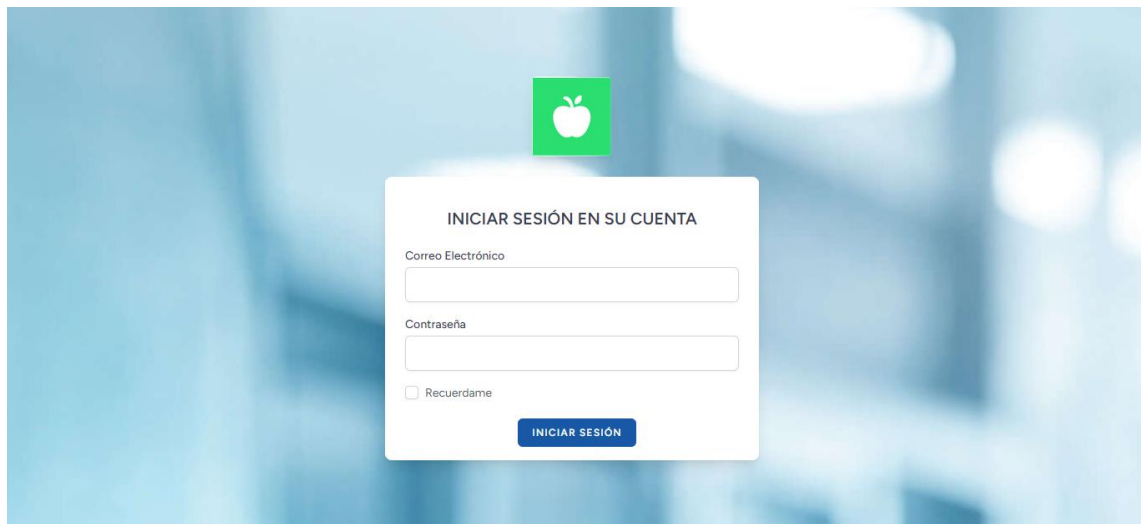 INICIAR SESIÓN EN SU CUENTA
Correo Electrónico
Contraseña
Recuerdame
INICIAR SESIÓN